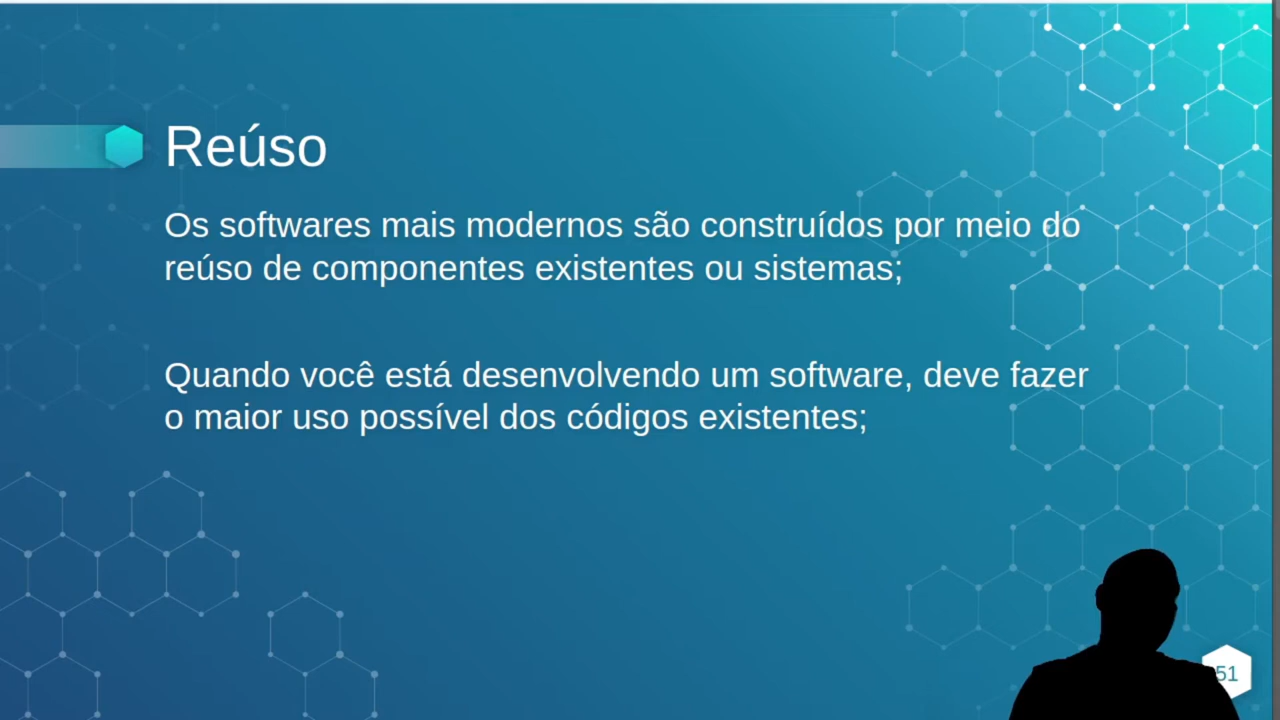 Reúso
Os softwares mais modernos são construídos por meio do
reúso de componentes existentes ou sistemas;
Quando você está desenvolvendo um software, deve fazer
o maior uso possível dos códigos existentes;
51